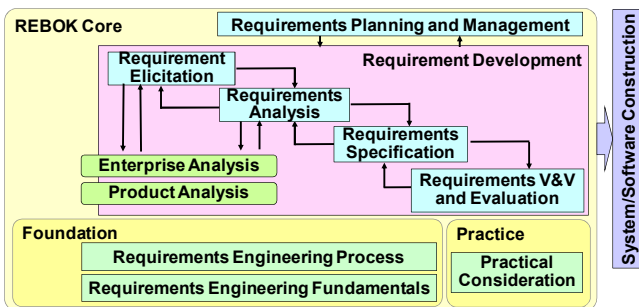 REBOK Core
Requirements Planning and Management
Requirement Development
Requirement
Elicitation
Requirements
Analysis
Requirements
Specification
Enterprise Analysis
Product Analysis
Requirements V&V
and Evaluation
Foundation
Requirements Engineering Process
Requirements Engineering Fundamentals
Practice
Practical
Consideration
System/Software Construction